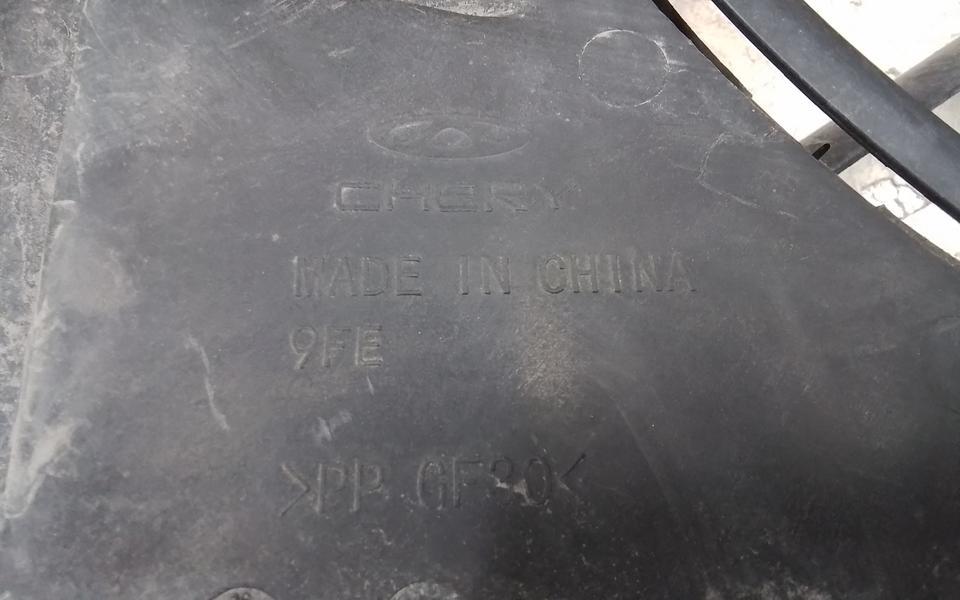 CHERY
MADE IN CHINA
9FE
>PP GF30<